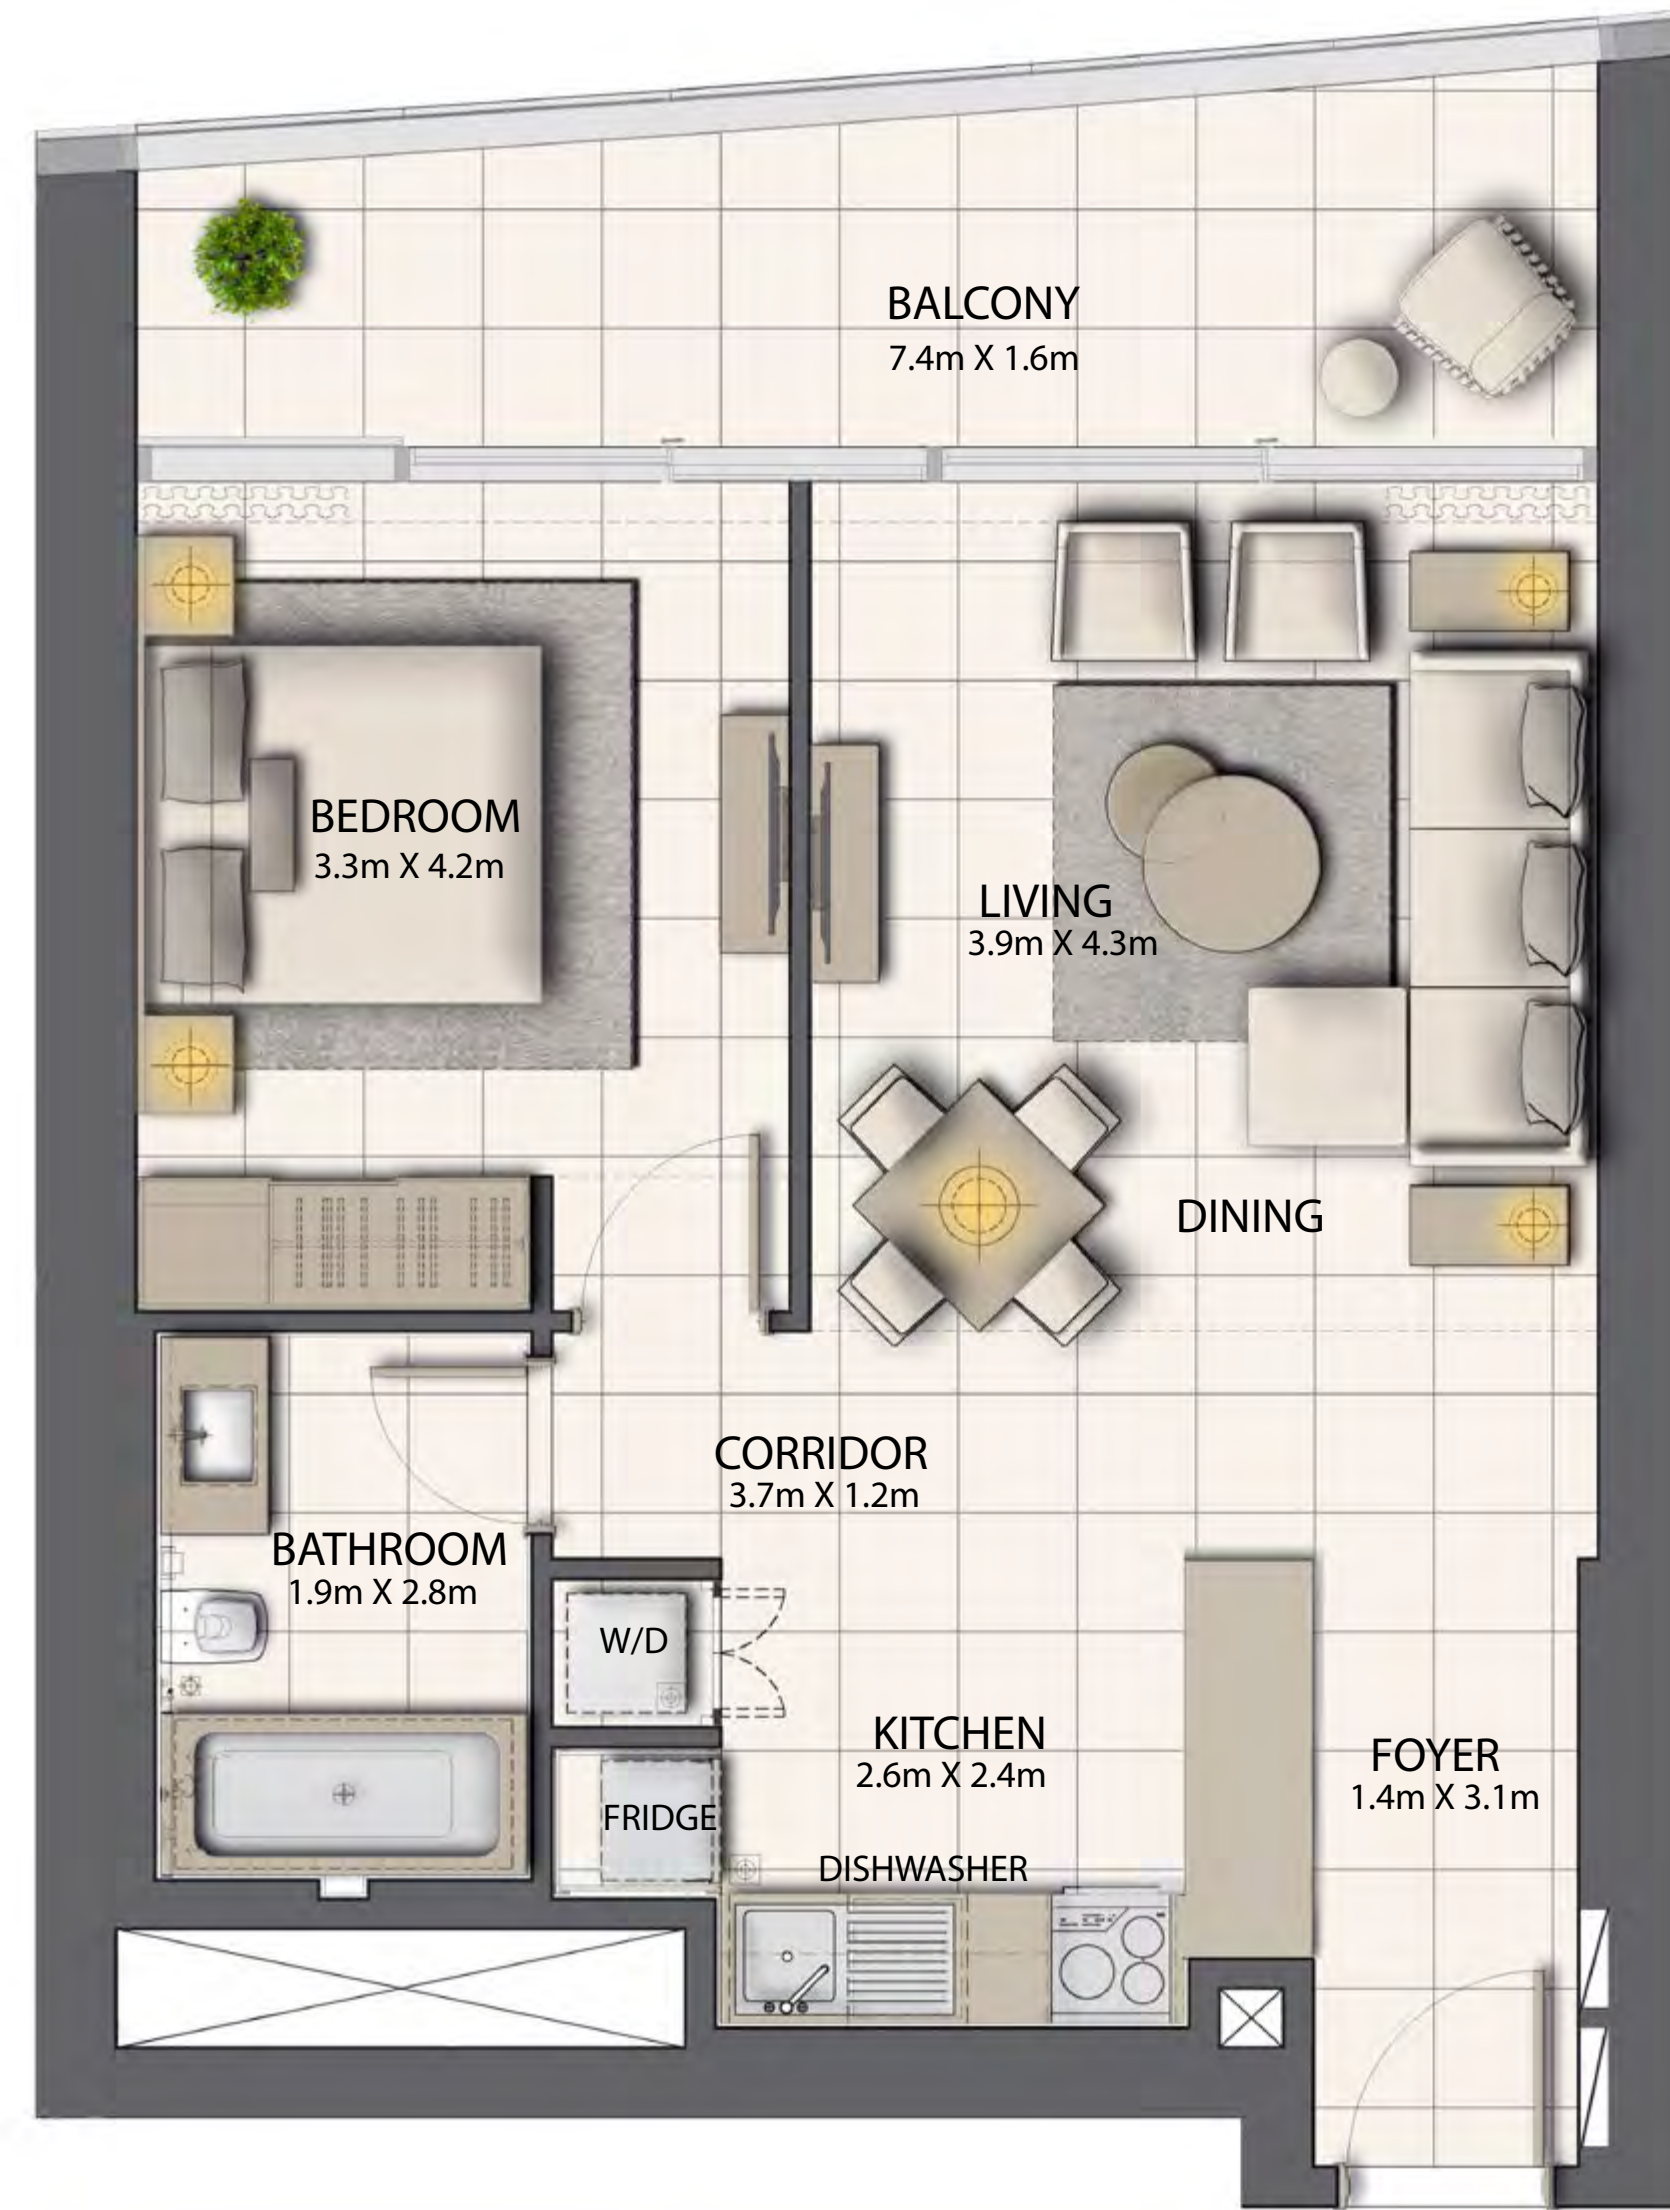 BALCONY
7.4m X 1.6m
BEDROOM
3.3m X 4.2m
LIVING
3.9m X 4.3m
DINING
CORRIDOR
3.7m X 1.2m
BATHROOM
1.9m X 2.8m
W/D
KITCHEN
2.6m X 2.4m
FOYER
1.4m X 3.1m
FRIDGE
DISHWASHER